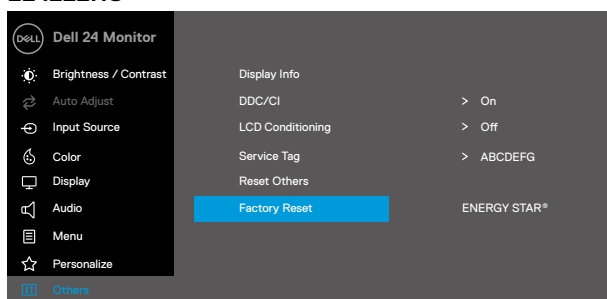 DELL Dell 24 Monitor
Brightness / Contrast
Display Info
Auto Adjust
DDC/CI > On
Input Source
LCD Conditioning > Off
Color
Service Tag > ABCDEFG
Display
Reset Others
Audio
Factory Reset ENERGY STAR®
Menu
Personalize
Others